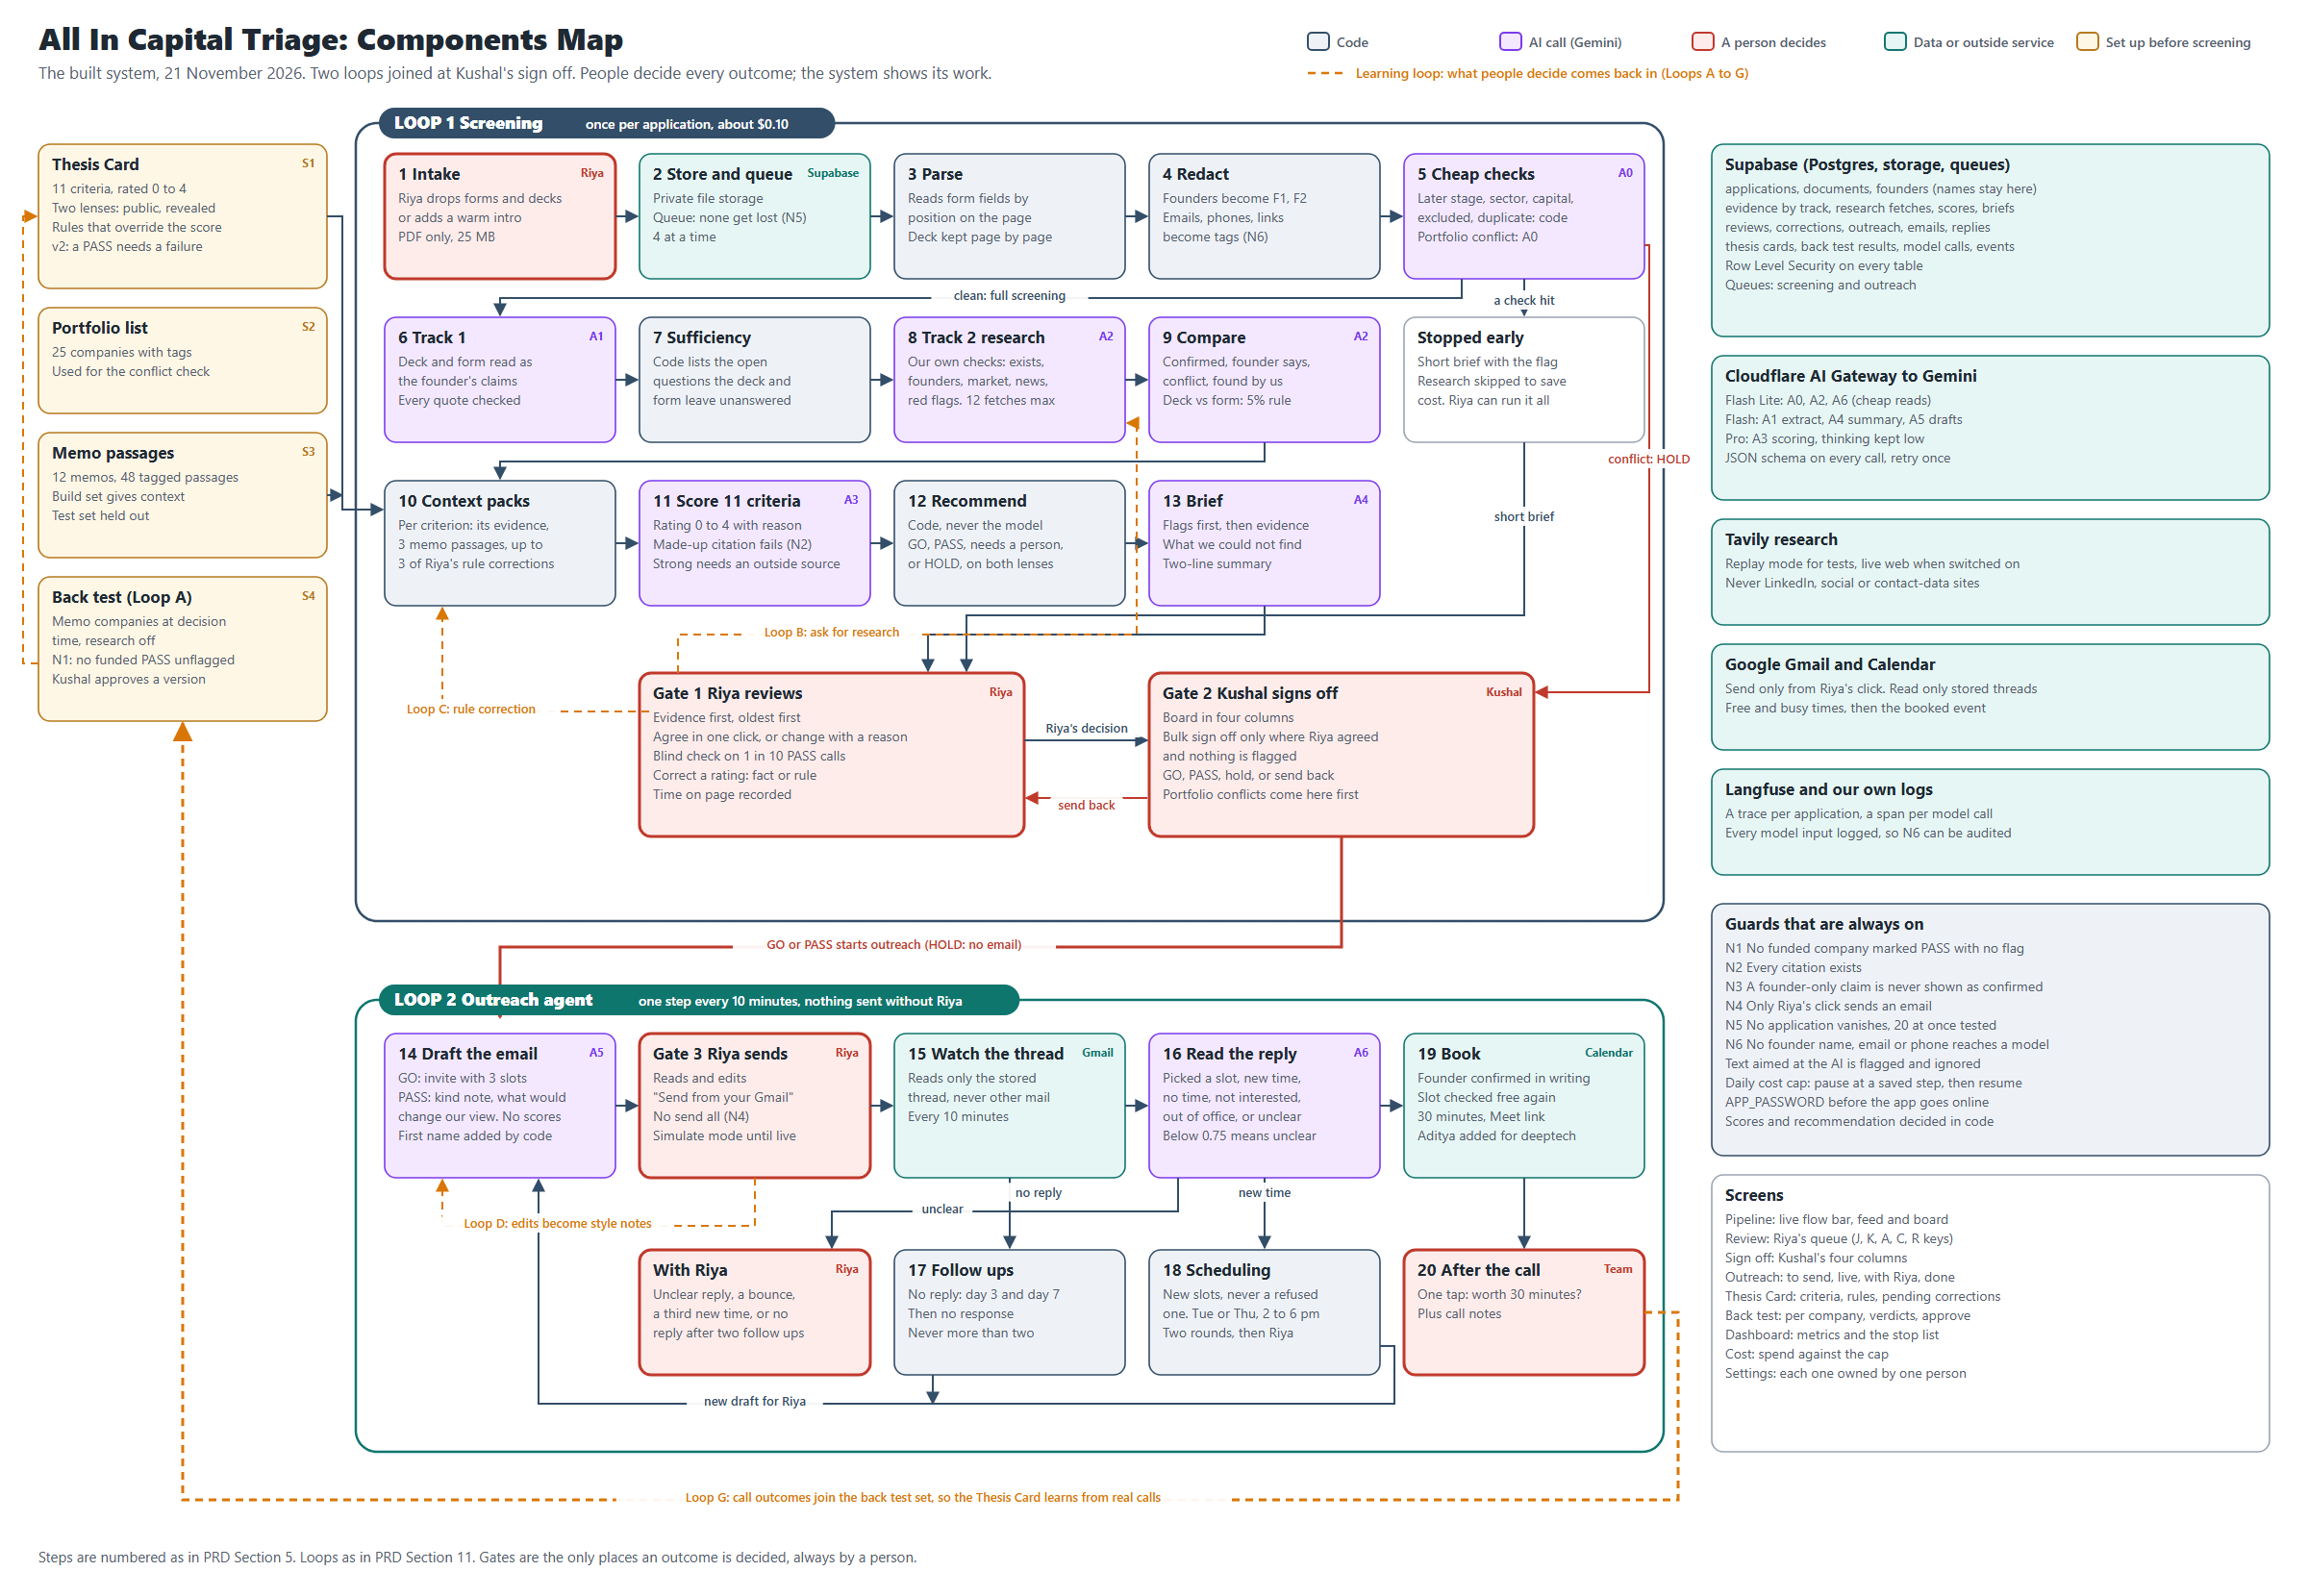 All In Capital Triage: Components Map
The built system, 21 November 2026. Two loops joined at Kushal's sign off. People decide every outcome; the system shows its work.
Code
AI call (Gemini)
A person decides
Data or outside service
Set up before screening
Learning loop: what people decide comes back in (Loops A to G)
Thesis Card S1
11 criteria, rated 0 to 4
Two lenses: public, revealed
Rules that override the score
v2: a PASS needs a failure
Portfolio list S2
25 companies with tags
Used for the conflict check
Memo passages S3
12 memos, 48 tagged passages
Build set gives context
Test set held out
Back test (Loop A) S4
Memo companies at decision
time, research off
N1: no funded PASS unflagged
Kushal approves a version
LOOP 1 Screening once per application, about $0.10
1 Intake Riya
Riya drops forms and decks
or adds a warm intro
PDF only, 25 MB
2 Store and queue Supabase
Private file storage
Queue: none get lost (N5)
4 at a time
3 Parse
Reads form fields by
position on the page
Deck kept page by page
4 Redact
Founders become F1, F2
Emails, phones, links
become tags (N6)
5 Cheap checks A0
Later stage, sector, capital,
excluded, duplicate: code
Portfolio conflict: A0
clean: full screening
a check hit
6 Track 1 A1
Deck and form read as
the founder's claims
Every quote checked
7 Sufficiency
Code lists the open
questions the deck and
form leave unanswered
8 Track 2 research A2
Our own checks: exists,
founders, market, news,
red flags. 12 fetches max
9 Compare A2
Confirmed, founder says,
conflict, found by us
Deck vs form: 5% rule
Stopped early
Short brief with the flag
Research skipped to save
cost. Riya can run it all
conflict: HOLD
10 Context packs
Per criterion: its evidence,
3 memo passages, up to
3 of Riya's rule corrections
11 Score 11 criteria A3
Rating 0 to 4 with reason
Made-up citation fails (N2)
Strong needs an outside source
12 Recommend
Code, never the model
GO, PASS, needs a person,
or HOLD, on both lenses
13 Brief A4
Flags first, then evidence
What we could not find
Two-line summary
short brief
Loop B: ask for research
Loop C: rule correction
Gate 1 Riya reviews Riya
Evidence first, oldest first
Agree in one click, or change with a reason
Blind check on 1 in 10 PASS calls
Correct a rating: fact or rule
Time on page recorded
Riya's decision
send back
Gate 2 Kushal signs off Kushal
Board in four columns
Bulk sign off only where Riya agreed
and nothing is flagged
GO, PASS, hold, or send back
Portfolio conflicts come here first
GO or PASS starts outreach (HOLD: no email)
LOOP 2 Outreach agent one step every 10 minutes, nothing sent without Riya
14 Draft the email A5
GO: invite with 3 slots
PASS: kind note, what would
change our view. No scores
First name added by code
Gate 3 Riya sends Riya
Reads and edits
"Send from your Gmail"
No send all (N4)
Simulate mode until live
15 Watch the thread Gmail
Reads only the stored
thread, never other mail
Every 10 minutes
16 Read the reply A6
Picked a slot, new time,
no time, not interested,
out of office, or unclear
Below 0.75 means unclear
19 Book Calendar
Founder confirmed in writing
Slot checked free again
30 minutes, Meet link
Aditya added for deeptech
no reply
new time
unclear
Loop D: edits become style notes
With Riya Riya
Unclear reply, a bounce,
a third new time, or no
reply after two follow ups
17 Follow ups
No reply: day 3 and day 7
Then no response
Never more than two
18 Scheduling
New slots, never a refused
one. Tue or Thu, 2 to 6 pm
Two rounds, then Riya
20 After the call Team
One tap: worth 30 minutes?
Plus call notes
new draft for Riya
Loop G: call outcomes join the back test set, so the Thesis Card learns from real calls
Supabase (Postgres, storage, queues)
applications, documents, founders (names stay here)
evidence by track, research fetches, scores, briefs
reviews, corrections, outreach, emails, replies
thesis cards, back test results, model calls, events
Row Level Security on every table
Queues: screening and outreach
Cloudflare AI Gateway to Gemini
Flash Lite: A0, A2, A6 (cheap reads)
Flash: A1 extract, A4 summary, A5 drafts
Pro: A3 scoring, thinking kept low
JSON schema on every call, retry once
Tavily research
Replay mode for tests, live web when switched on
Never LinkedIn, social or contact-data sites
Google Gmail and Calendar
Send only from Riya's click. Read only stored threads
Free and busy times, then the booked event
Langfuse and our own logs
A trace per application, a span per model call
Every model input logged, so N6 can be audited
Guards that are always on
N1 No funded company marked PASS with no flag
N2 Every citation exists
N3 A founder-only claim is never shown as confirmed
N4 Only Riya's click sends an email
N5 No application vanishes, 20 at once tested
N6 No founder name, email or phone reaches a model
Text aimed at the AI is flagged and ignored
Daily cost cap: pause at a saved step, then resume
APP_PASSWORD before the app goes online
Scores and recommendation decided in code
Screens
Pipeline: live flow bar, feed and board
Review: Riya's queue (J, K, A, C, R keys)
Sign off: Kushal's four columns
Outreach: to send, live, with Riya, done
Thesis Card: criteria, rules, pending corrections
Back test: per company, verdicts, approve
Dashboard: metrics and the stop list
Cost: spend against the cap
Settings: each one owned by one person
Steps are numbered as in PRD Section 5. Loops as in PRD Section 11. Gates are the only places an outcome is decided, always by a person.